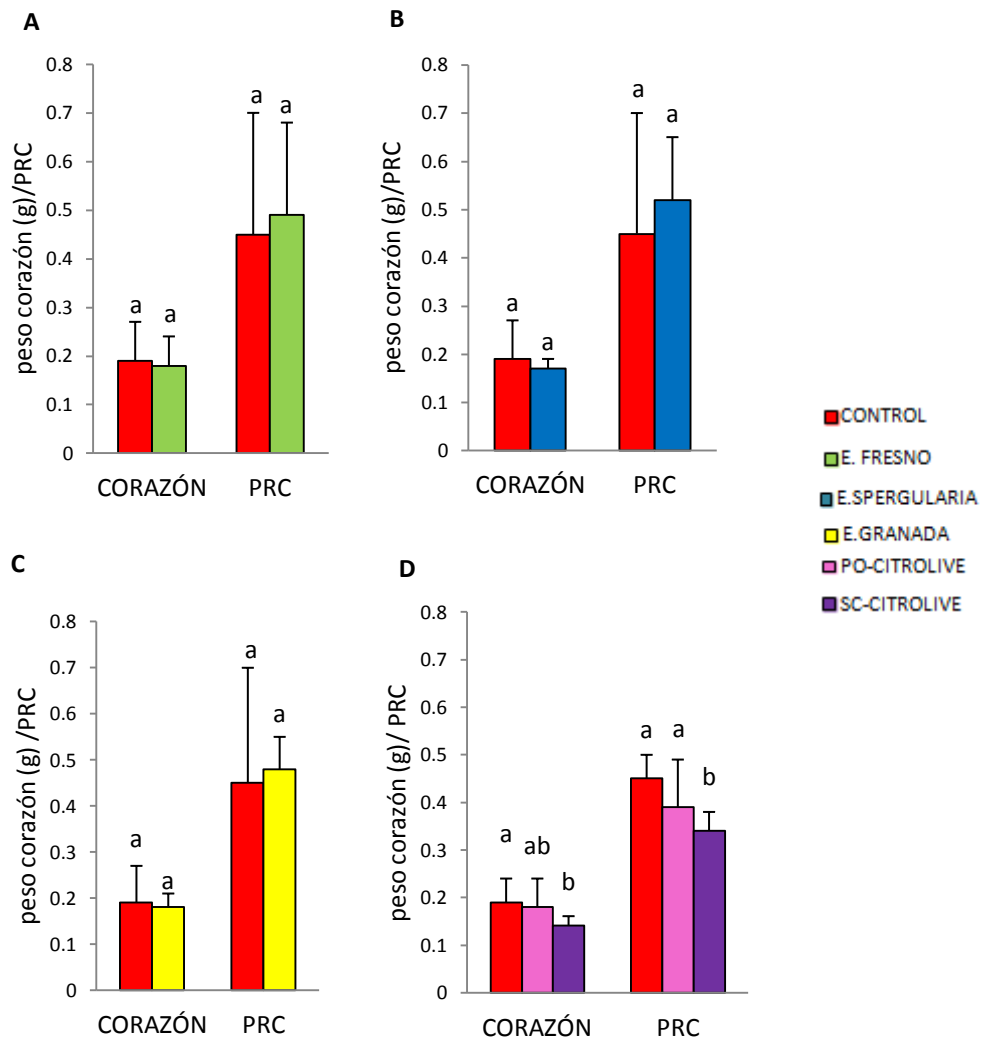 A
peso corazón (g)/PRC
0.8
0.7
0.6
0.5
0.4
0.3
0.2
0.1
0
a a a a
CORAZÓN PRC
B
peso corazón (g)/PRC
0.8
0.7
0.6
0.5
0.4
0.3
0.2
0.1
0
a a a a
CORAZÓN PRC
CONTROL
E. FRESNO
E.SPERGULARIA
E.GRANADA
PO-CITROLIVE
SC-CITROLIVE
C
peso corazón (g) /PRC
0.8
0.7
0.6
0.5
0.4
0.3
0.2
0.1
0
a a a a
CORAZÓN PRC
D
peso corazón (g)/ PRC
0.8
0.7
0.6
0.5
0.4
0.3
0.2
0.1
0
a ab b a a b
CORAZÓN PRC